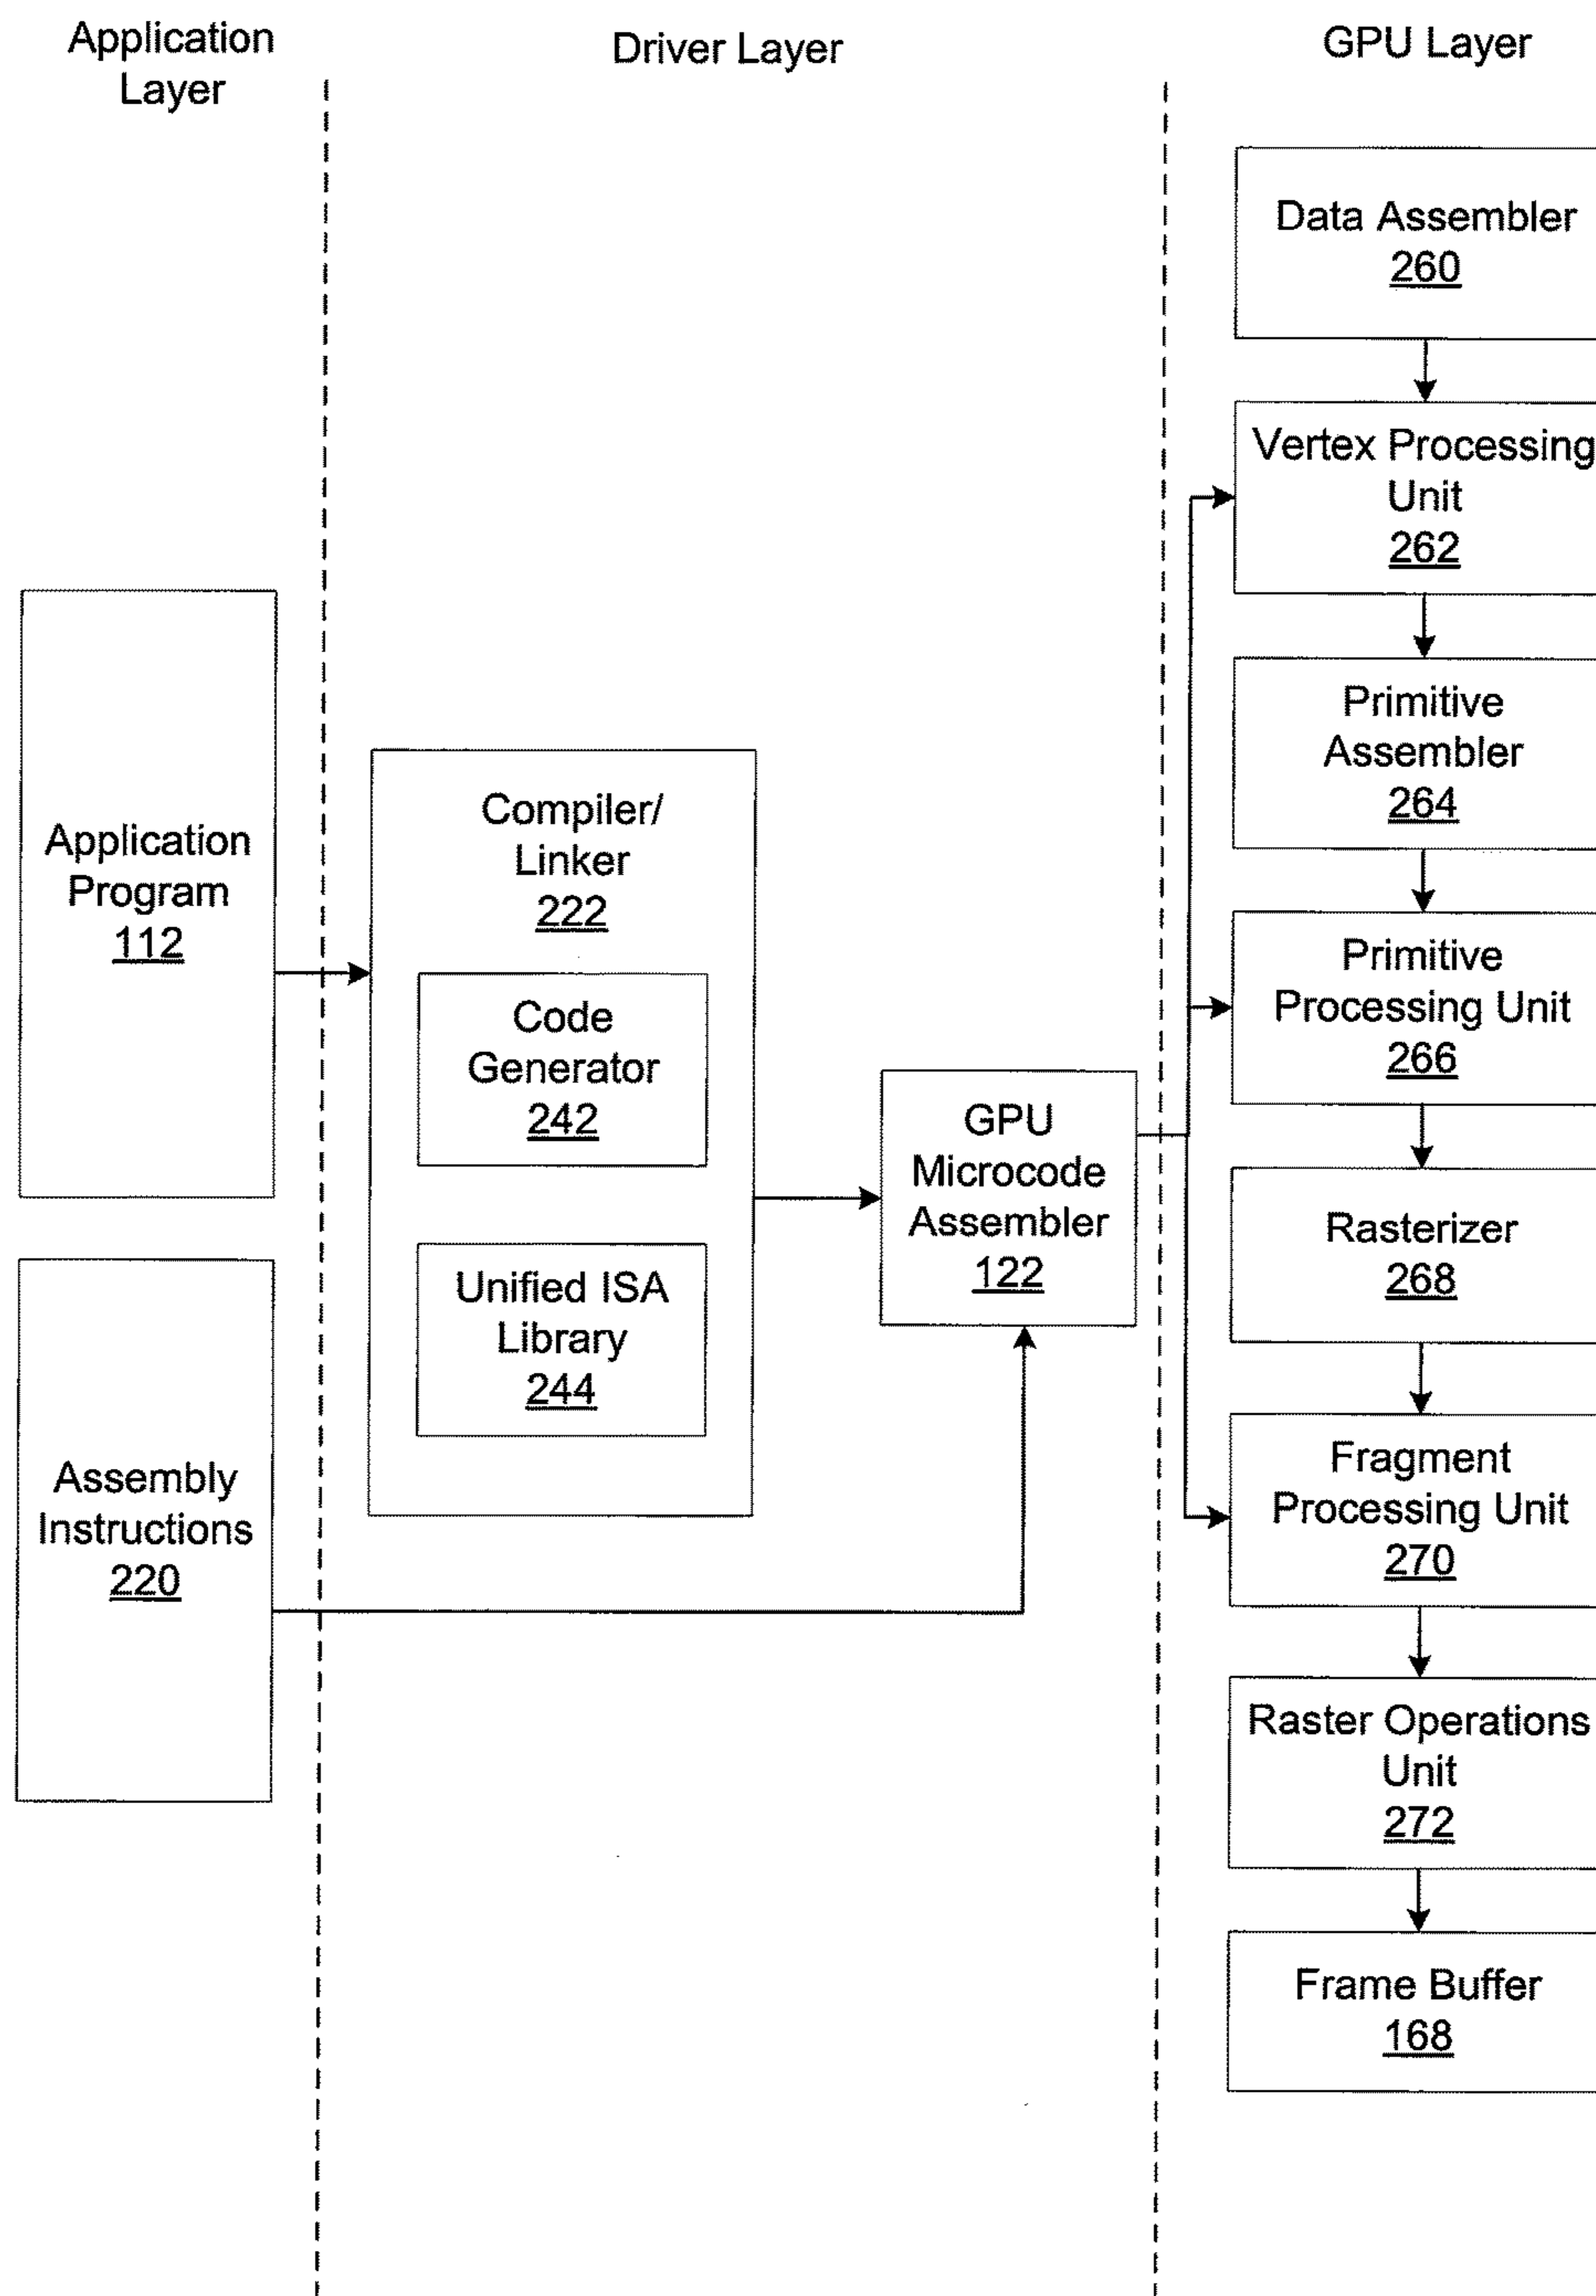 Application
Layer
Driver Layer
GPU Layer
Application
Program
112
Assembly
Instructions
220
Compiler/
Linker
222
Code
Generator
242
Unified ISA
Library
244
GPU
Microcode
Assembler
122
Data Assembler
260
Vertex Processing
Unit
262
Primitive
Assembler
264
Primitive
Processing Unit
266
Rasterizer
268
Fragment
Processing Unit
270
Raster Operations
Unit
272
Frame Buffer
168